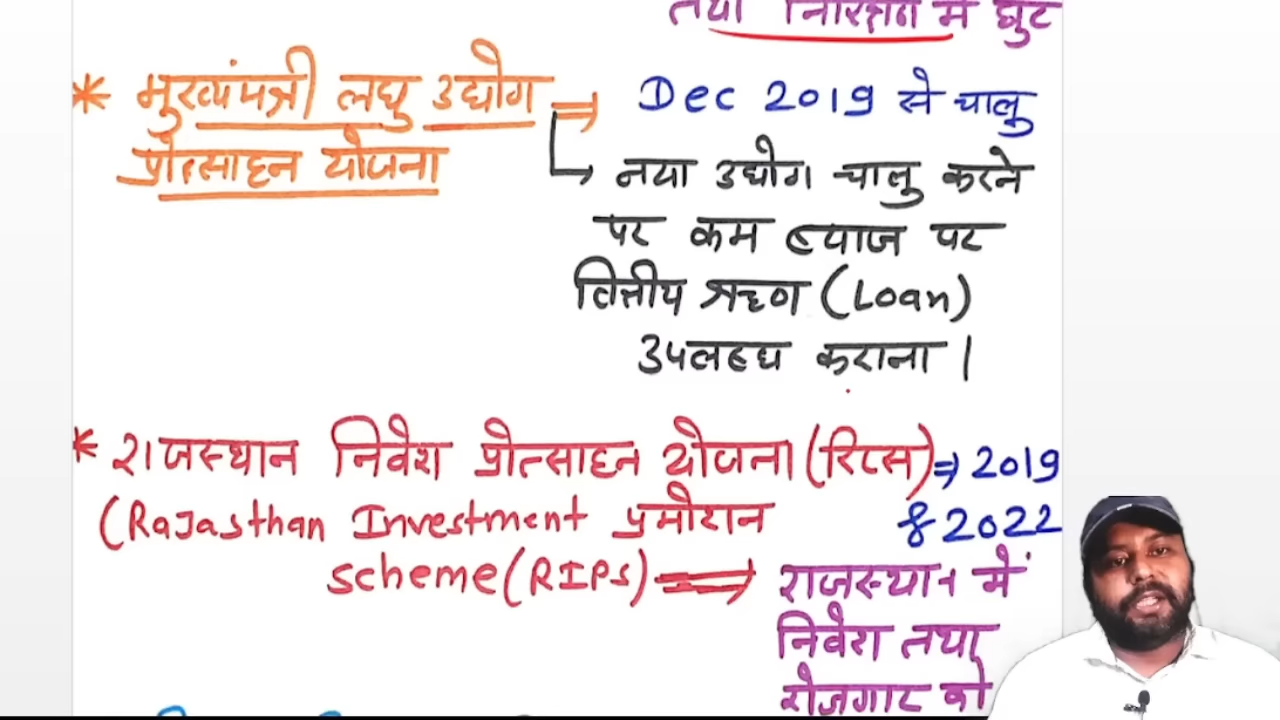 तथा निरीक्षण में छुट
* मुख्यंमत्री लघु उद्योग ⇒ Dec 2019 से चालु
प्रोत्साहन योजना
↳ नया उद्योग चालु करने
पर कम ब्याज पर
वित्तीय ऋण (Loan)
उपलब्ध कराना।
* राजस्थान निवेश प्रोत्साहन योजना (रिप्स) ⇒ 2019
& 2022
(Rajasthan Investment प्रमोशन
scheme (RIPS) ⇒ राजस्थान में
निवेश तथा
रोजगार को